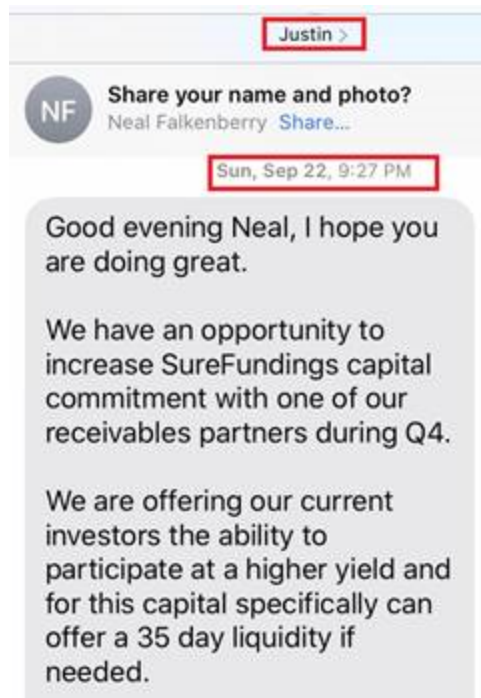 Justin >
NF
Share your name and photo?
Neal Falkenberry Share...
Sun, Sep 22, 9:27 PM
Good evening Neal, I hope you
are doing great.
We have an opportunity to
increase SureFundings capital
commitment with one of our
receivables partners during Q4.
We are offering our current
investors the ability to
participate at a higher yield and
for this capital specifically can
offer a 35 day liquidity if
needed.